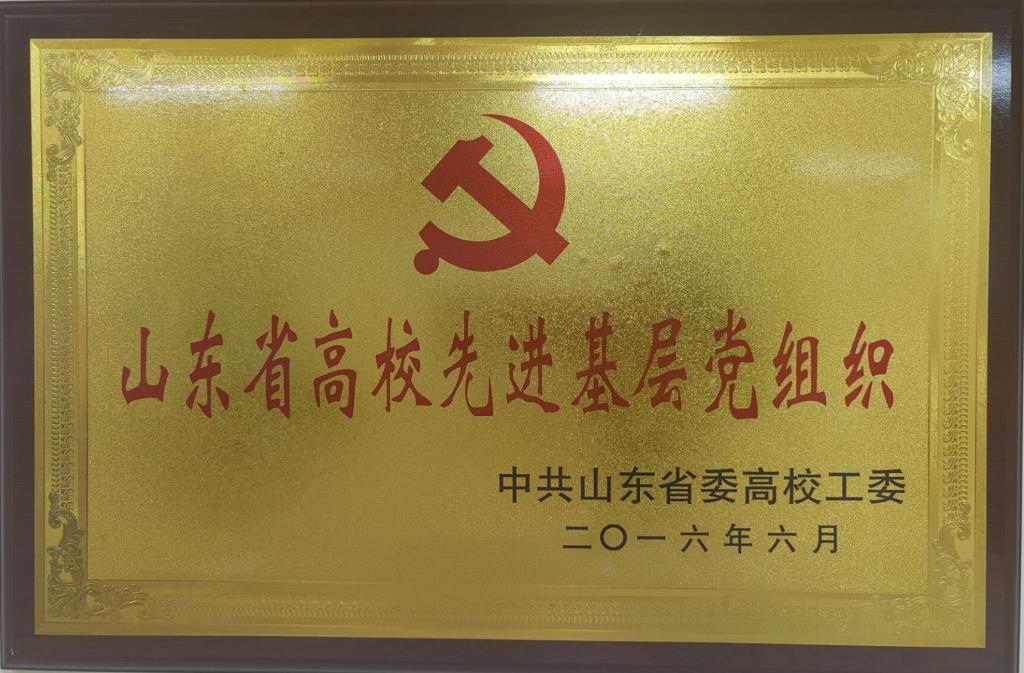 山东省高校先进基层党组织
中共山东省委高校工委
二〇一六年六月